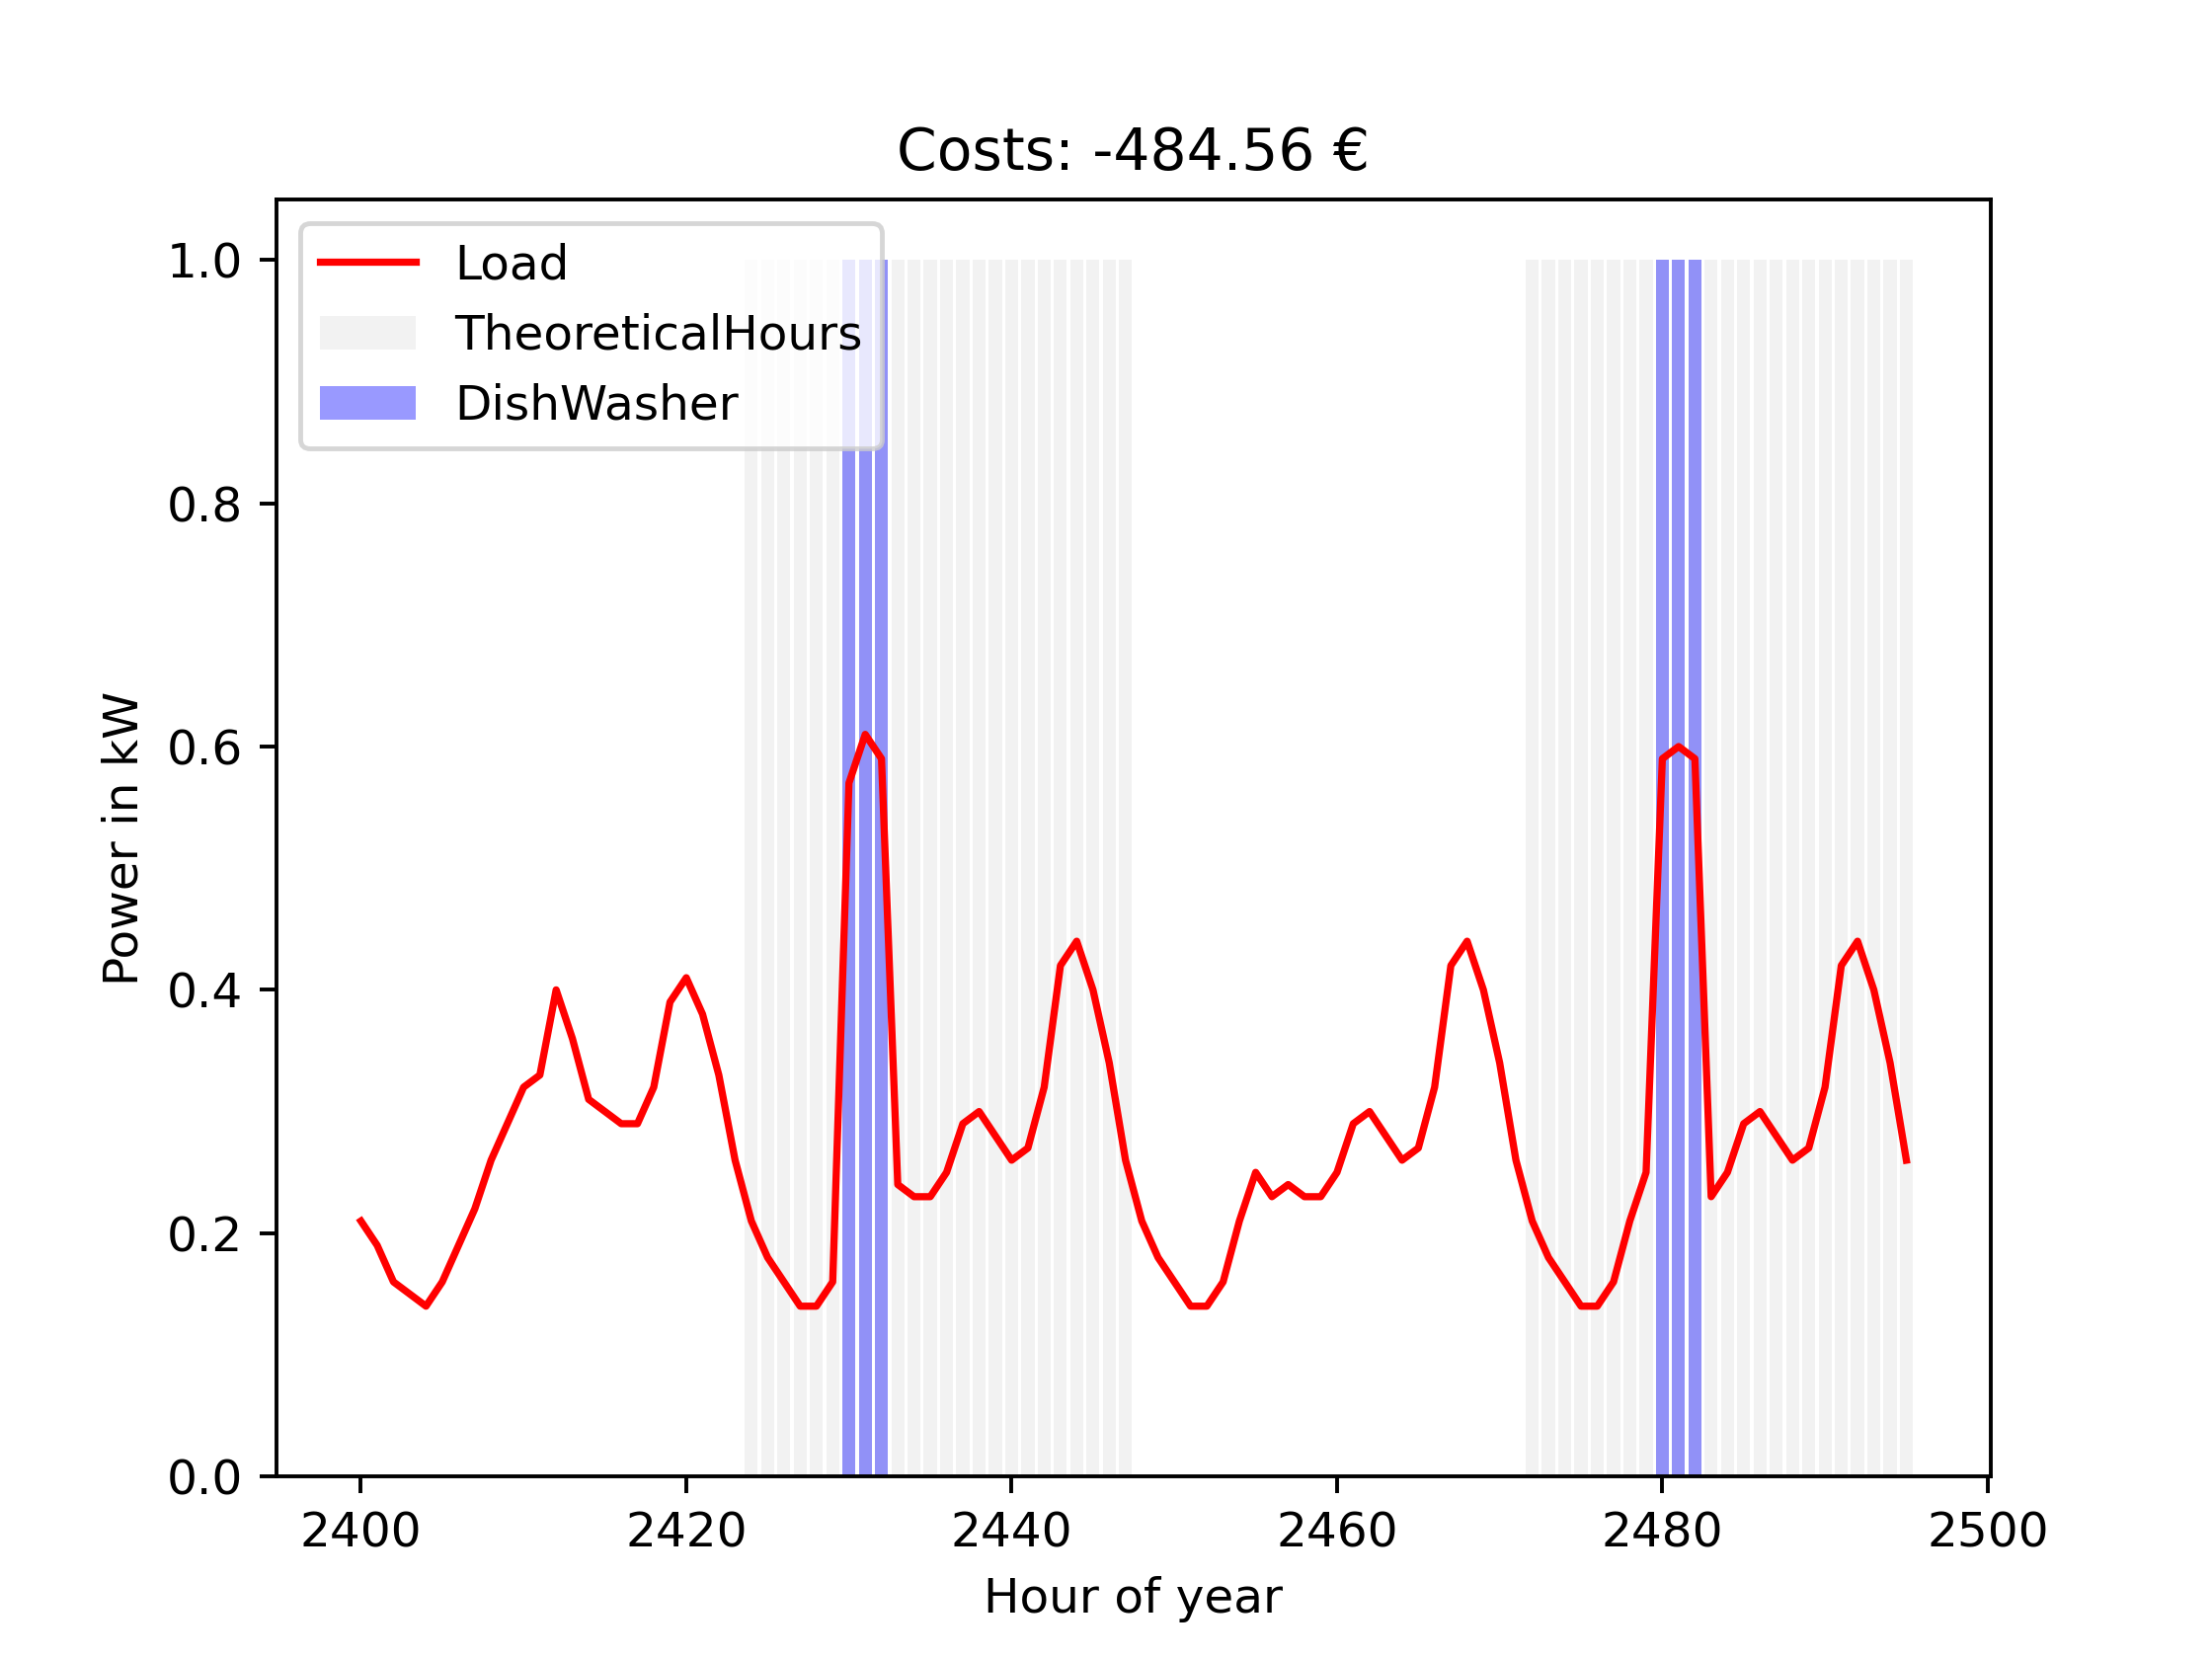 Costs: -484.56 €
Load
TheoreticalHours
DishWasher
1.0
0.8
0.6
0.4
0.2
0.0
Power in kW
2400 2420 2440 2460 2480 2500
Hour of year